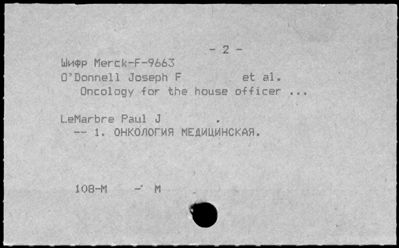 - 2 -
Шифр Merck-F-9663
O'Donnell Joseph F et al.
Oncology for the house officer ...
LeMarbre Paul J .
-- 1. ОНКОЛОГИЯ МЕДИЦИНСКАЯ.
108-М - М